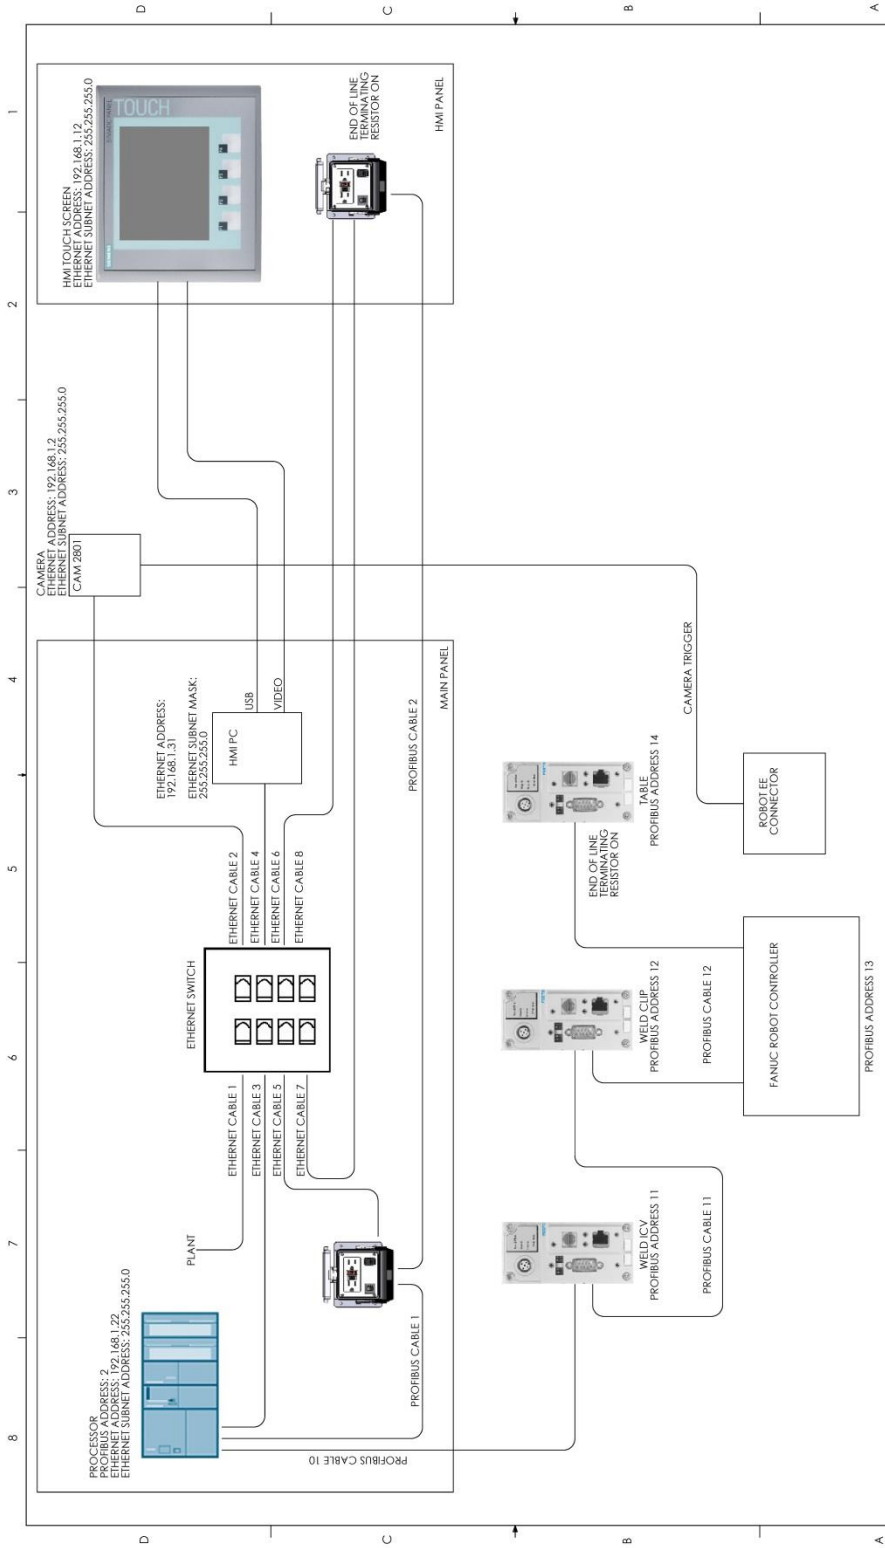 8
7
6
5
4
3
2
1
D
C
B
A
D
C
B
A
PROCESSOR
PROFIBUS ADDRESS: 2
ETHERNET ADDRESS: 192.168.1.22
ETHERNET SUBNET ADDRESS: 255.255.255.0
PLANT
ETHERNET CABLE 1
ETHERNET CABLE 3
ETHERNET CABLE 5
ETHERNET CABLE 7
ETHERNET SWITCH
ETHERNET CABLE 2
ETHERNET CABLE 4
ETHERNET CABLE 6
ETHERNET CABLE 8
ETHERNET ADDRESS:
192.168.1.31
ETHERNET SUBNET MASK:
255.255.255.0
HMI PC
USB
VIDEO
CAMERA
ETHERNET ADDRESS: 192.168.1.2
ETHERNET SUBNET ADDRESS: 255.255.255.0
CAM 2801
HMI TOUCH SCREEN
ETHERNET ADDRESS: 192.168.1.12
ETHERNET SUBNET ADDRESS: 255.255.255.0
SIEMENS
SIMATIC PANEL
TOUCH
END OF LINE
TERMINATING
RESISTOR ON
HMI PANEL
PROFIBUS CABLE 1
PROFIBUS CABLE 2
MAIN PANEL
PROFIBUS CABLE 10
WELD ICV
PROFIBUS ADDRESS 11
PROFIBUS CABLE 11
WELD CLIP
PROFIBUS ADDRESS 12
PROFIBUS CABLE 12
END OF LINE
TERMINATING
RESISTOR ON
TABLE
PROFIBUS ADDRESS 14
CAMERA TRIGGER
FANUC ROBOT CONTROLLER
PROFIBUS ADDRESS 13
ROBOT EE
CONNECTOR